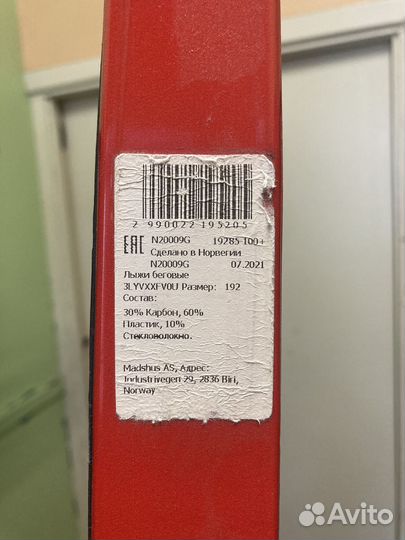 2 990022 195205
EAC N20009G 19285 100+
Сделано в Норвегии
N20009G 07.2021
Лыжи беговые
3LYVXXFV0U Размер: 192
Состав:
30% Карбон, 60%
Пластик, 10%
Стекловолокно.
Madshus AS, Адрес:
Industrivegen 29, 2836 Biri,
Norway
Avito